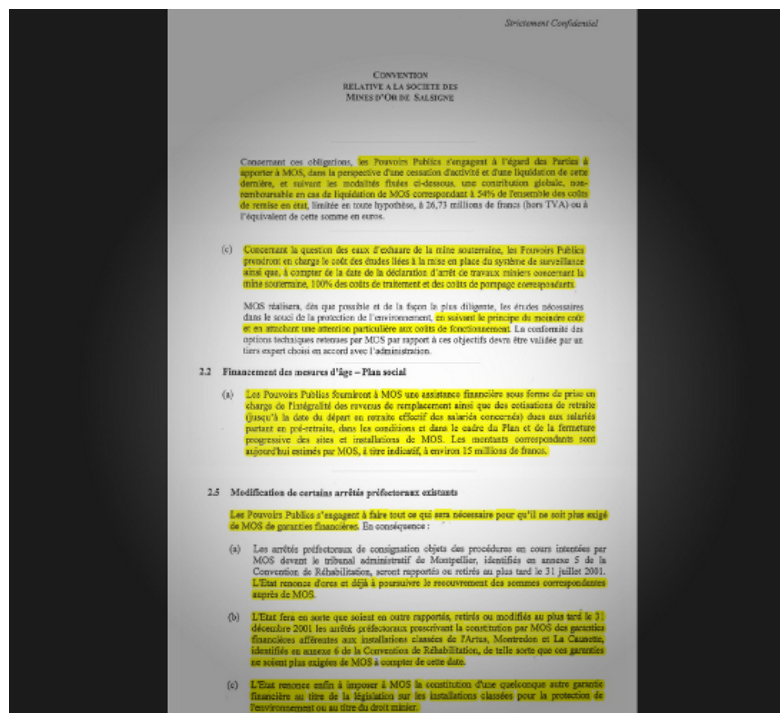 Strictement Confidentiel
CONVENTION
RELATIVE A LA SOCIETE DES
MINES D'OR DE SALSIGNE
Concernant ces obligations, les Pouvoirs Publics s'engagent à l'égard des Parties à
apporter à MOS, dans la perspective d'une cessation d'activité et d'une liquidation de cette
dernière, et suivant les modalités fixées ci-dessous, une contribution globale, non-
remboursable en cas de liquidation de MOS correspondant à 54% de l'ensemble des coûts
de remise en état, limitée en toute hypothèse, à 26,73 millions de francs (hors TVA) ou à
l'équivalent de cette somme en euros.
(c) Concernant la question des eaux d'exhaure de la mine souterraine, les Pouvoirs Publics
prendront en charge le coût des études liées à la mise en place du système de surveillance
ainsi que, à compter de la date de la déclaration d'arrêt de travaux miniers concernant la
mine souterraine, 100% des coûts de traitement et des coûts de pompage correspondants.
MOS réalisera, dès que possible et de la façon la plus diligente, les études nécessaires
dans le souci de la protection de l'environnement, en suivant le principe du moindre coût
et en attachant une attention particulière aux coûts de fonctionnement. La conformité des
options techniques retenues par MOS par rapport à ces objectifs devra être validée par un
tiers expert choisi en accord avec l'administration.
2.2 Financement des mesures d'âge – Plan social
(a) Les Pouvoirs Publics fourniront à MOS une assistance financière sous forme de prise en
charge de l'intégralité des revenus de remplacement ainsi que des cotisations de retraite
(jusqu'à la date du départ en retraite effectif des salariés concernés) dues aux salariés
partant en pré-retraite, dans les conditions et dans le cadre du Plan et de la fermeture
progressive des sites et installations de MOS. Les montants correspondants sont
aujourd'hui estimés par MOS, à titre indicatif, à environ 15 millions de francs.
2.5 Modification de certains arrêtés préfectoraux existants
Les Pouvoirs Publics s'engagent à faire tout ce qui sera nécessaire pour qu'il ne soit plus exigé
de MOS de garanties financières. En conséquence :
(a) Les arrêtés préfectoraux de consignation objets des procédures en cours intentées par
MOS devant le tribunal administratif de Montpellier, identifiés en annexe 5 de la
Convention de Réhabilitation, seront rapportés ou retirés au plus tard le 31 juillet 2001.
L'Etat renonce d'ores et déjà à poursuivre le recouvrement des sommes correspondantes
auprès de MOS.
(b) L'Etat fera en sorte que soient en outre rapportés, retirés ou modifiés au plus tard le 31
décembre 2001 les arrêtés préfectoraux prescrivant la constitution par MOS des garanties
financières afférentes aux installations classées de l'Artus, Montredon et La Caunette,
identifiés en annexe 6 de la Convention de Réhabilitation, de telle sorte que ces garanties
ne soient plus exigées de MOS à compter de cette date.
(c) L'Etat renonce enfin à imposer à MOS la constitution d'une quelconque autre garantie
financière au titre de la législation sur les installations classées pour la protection de
l'environnement ou au titre du droit minier.